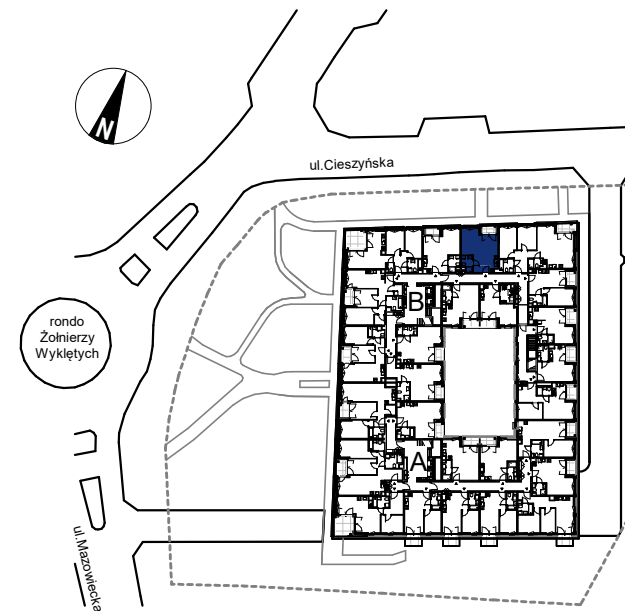 N
ul.Cieszyńska
B
rondo
Żołnierzy
Wyklętych
A
ul.Mazowiecka